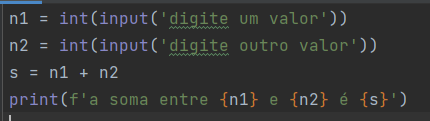 n1 = int(input('digite um valor'))
n2 = int(input('digite outro valor'))
s = n1 + n2
print(f'a soma entre {n1} e {n2} é {s}')